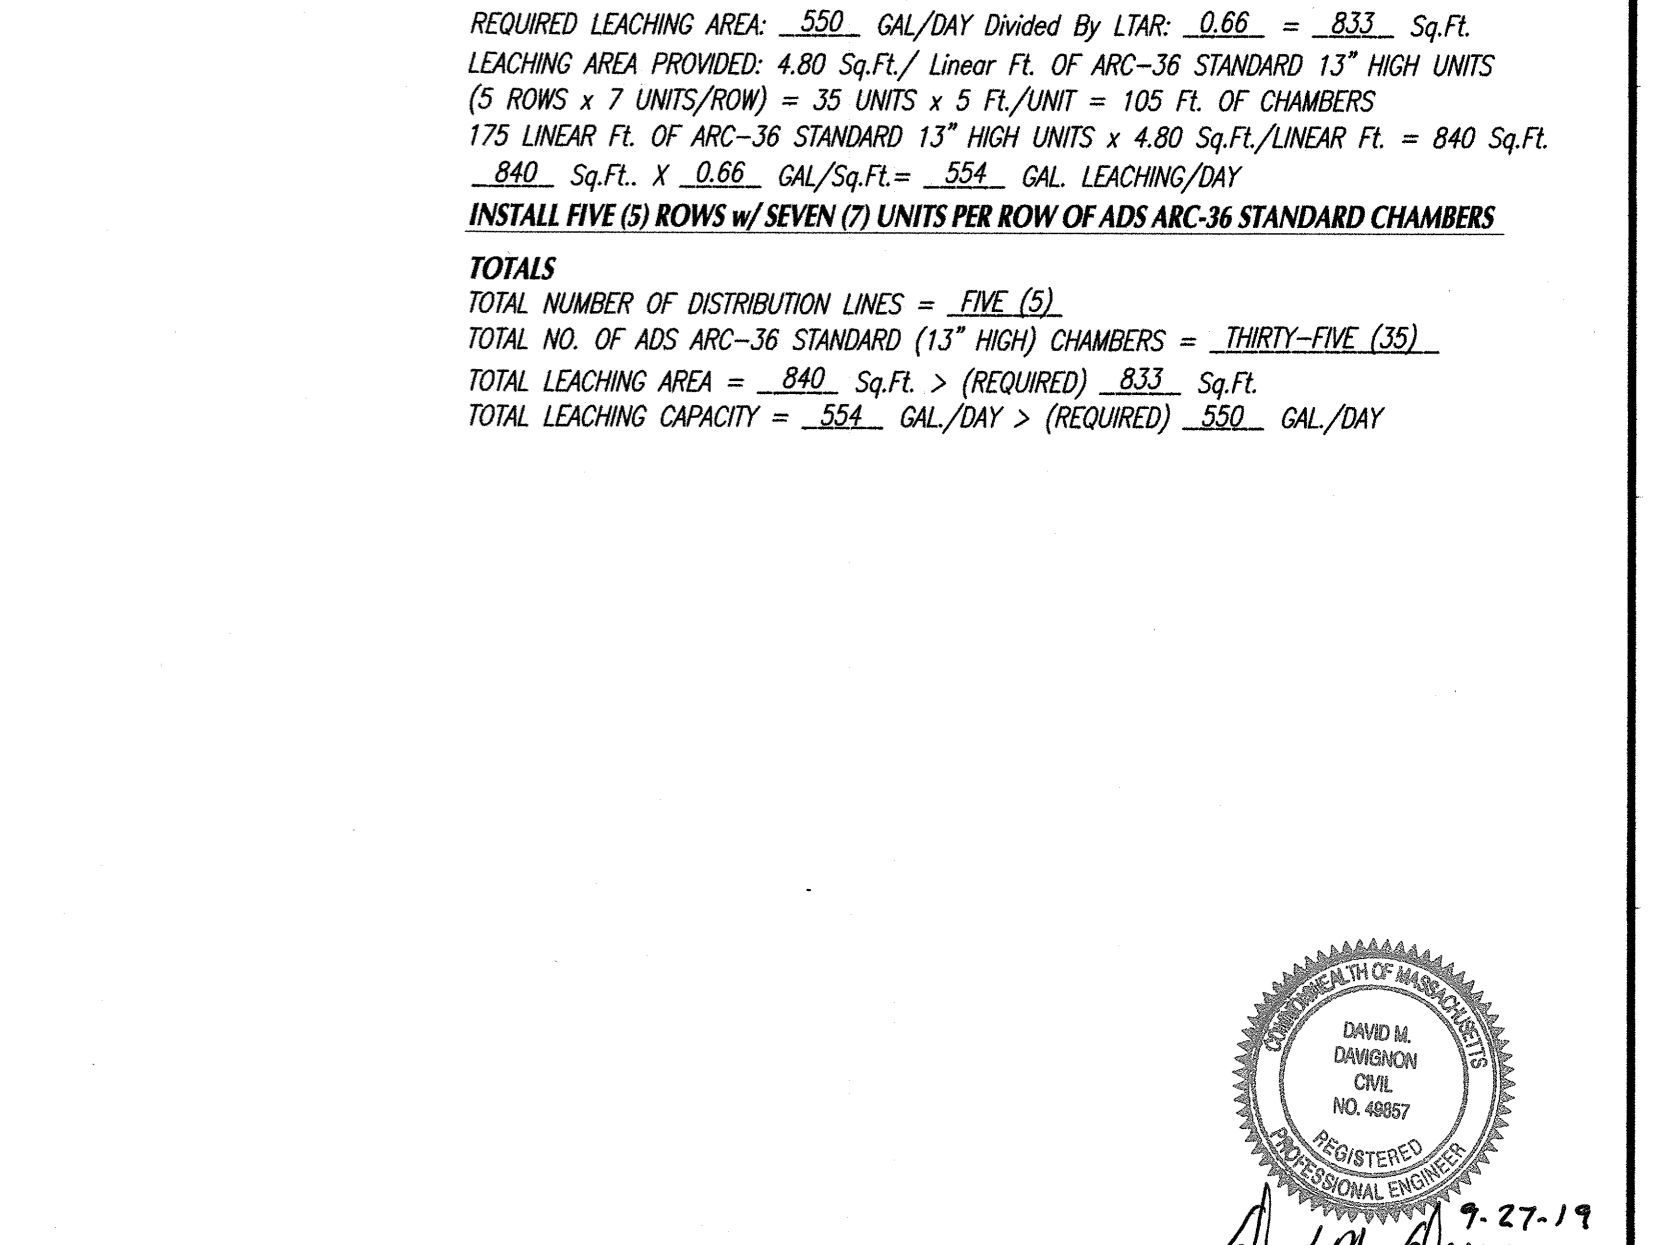 REQUIRED LEACHING AREA: 550 GAL/DAY Divided By LTAR: 0.66 = 833 Sq.Ft.
LEACHING AREA PROVIDED: 4.80 Sq.Ft./ Linear Ft. OF ARC-36 STANDARD 13" HIGH UNITS
(5 ROWS x 7 UNITS/ROW) = 35 UNITS x 5 Ft./UNIT = 105 Ft. OF CHAMBERS
175 LINEAR Ft. OF ARC-36 STANDARD 13" HIGH UNITS x 4.80 Sq.Ft./LINEAR Ft. = 840 Sq.Ft.
840 Sq.Ft.. X 0.66 GAL/Sq.Ft.= 554 GAL. LEACHING/DAY
INSTALL FIVE (5) ROWS w/ SEVEN (7) UNITS PER ROW OF ADS ARC-36 STANDARD CHAMBERS
TOTALS
TOTAL NUMBER OF DISTRIBUTION LINES = FIVE (5)
TOTAL NO. OF ADS ARC-36 STANDARD (13" HIGH) CHAMBERS = THIRTY-FIVE (35)
TOTAL LEACHING AREA = 840 Sq.Ft. > (REQUIRED) 833 Sq.Ft.
TOTAL LEACHING CAPACITY = 554 GAL./DAY > (REQUIRED) 550 GAL./DAY
COMMONWEALTH OF MASSACHUSETTS
DAVID M.
DAVIGNON
CIVIL
NO. 49857
REGISTERED
PROFESSIONAL ENGINEER
9-27-19